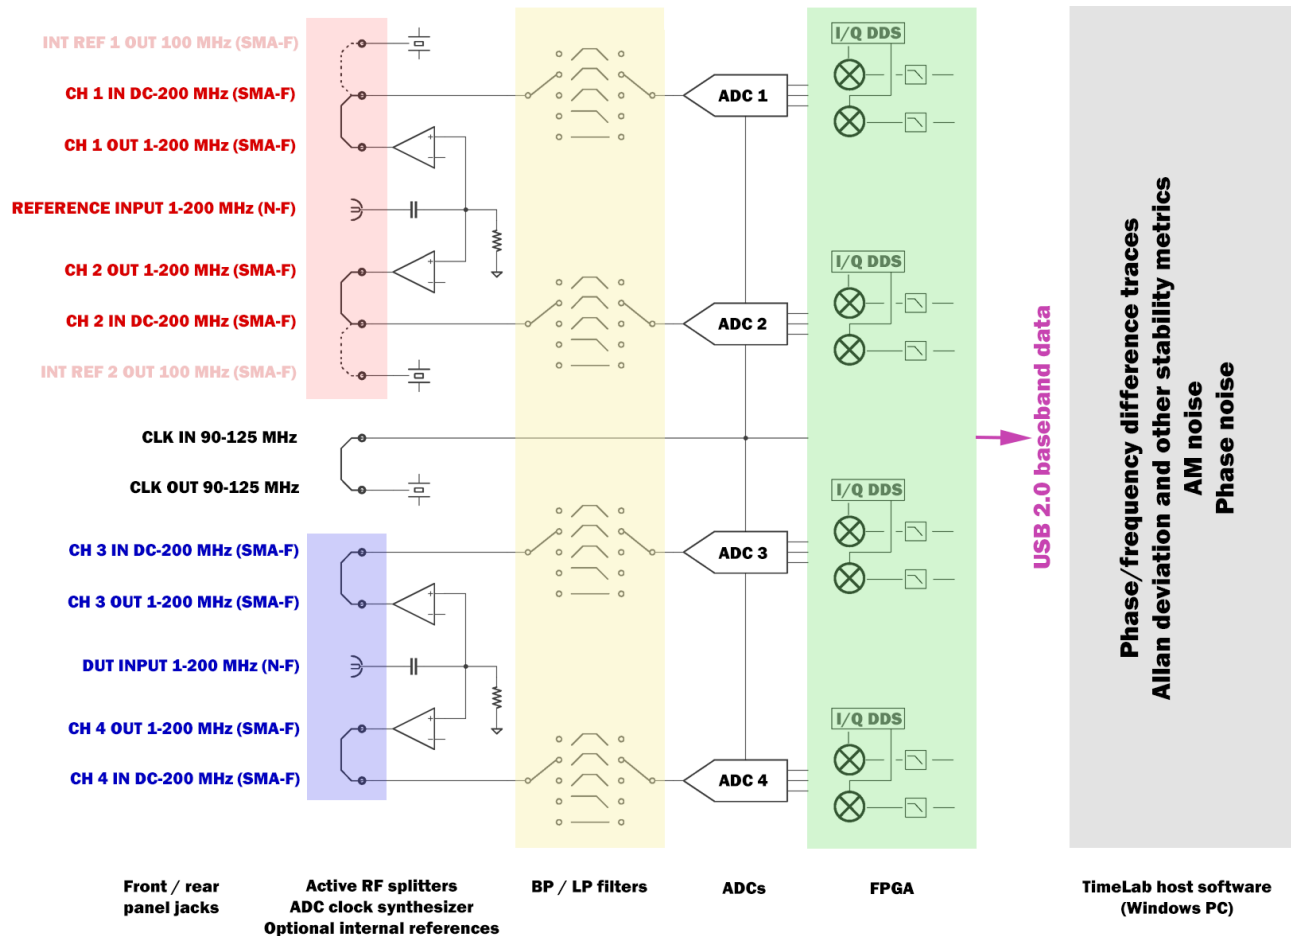 INT REF 1 OUT 100 MHz (SMA-F)
CH 1 IN DC-200 MHz (SMA-F)
CH 1 OUT 1-200 MHz (SMA-F)
REFERENCE INPUT 1-200 MHz (N-F)
CH 2 OUT 1-200 MHz (SMA-F)
CH 2 IN DC-200 MHz (SMA-F)
INT REF 2 OUT 100 MHz (SMA-F)
CLK IN 90-125 MHz
CLK OUT 90-125 MHz
CH 3 IN DC-200 MHz (SMA-F)
CH 3 OUT 1-200 MHz (SMA-F)
DUT INPUT 1-200 MHz (N-F)
CH 4 OUT 1-200 MHz (SMA-F)
CH 4 IN DC-200 MHz (SMA-F)
ADC 1
ADC 2
ADC 3
ADC 4
I/Q DDS
I/Q DDS
I/Q DDS
I/Q DDS
USB 2.0 baseband data
Phase/frequency difference traces
Allan deviation and other stability metrics
AM noise
Phase noise
Front / rear
panel jacks
Active RF splitters
ADC clock synthesizer
Optional internal references
BP / LP filters
ADCs
FPGA
TimeLab host software
(Windows PC)